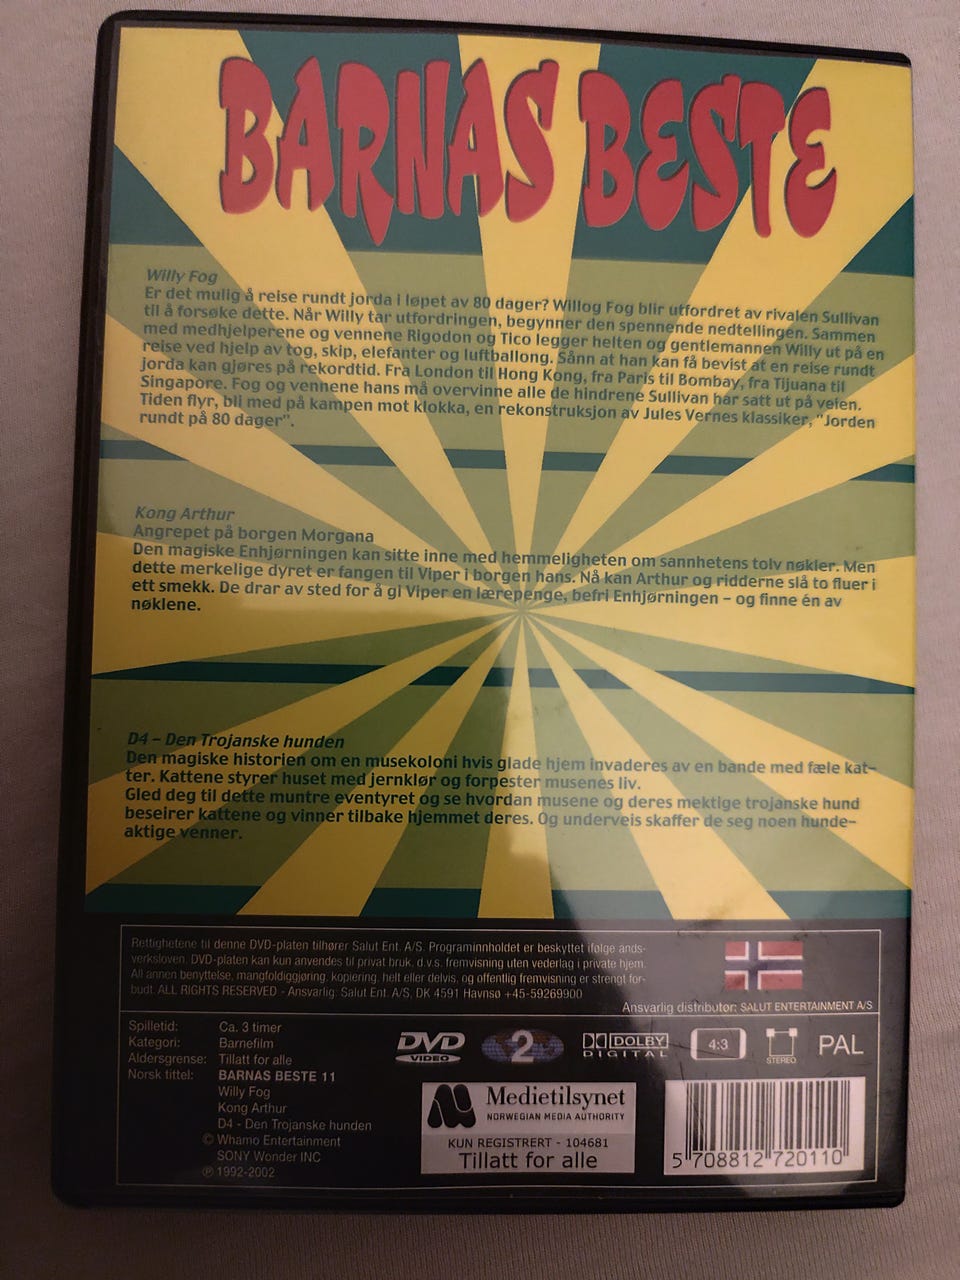 BARNAS BESTE
Willy Fog
Er det mulig å reise rundt jorda i løpet av 80 dager? Willog Fog blir utfordret av rivalen Sullivan
til å forsøke dette. Når Willy tar utfordringen, begynner den spennende nedtellingen. Sammen
med medhjelperene og vennene Rigodon og Tico legger helten og gentlemannen Willy ut på en
reise ved hjelp av tog, skip, elefanter og luftballong. Sånn at han kan få bevist at en reise rundt
jorda kan gjøres på rekordtid. Fra London til Hong Kong, fra Paris til Bombay, fra Tijuana til
Singapore. Fog og vennene hans må overvinne alle de hindrene Sullivan har satt ut på veien.
Tiden flyr, bli med på kampen mot klokka, en rekonstruksjon av Jules Vernes klassiker, "Jorden
rundt på 80 dager".
Kong Arthur
Angrepet på borgen Morgana
Den magiske Enhjørningen kan sitte inne med hemmeligheten om sannhetens tolv nøkler. Men
dette merkelige dyret er fangen til Viper i borgen hans. Nå kan Arthur og ridderne slå to fluer i
ett smekk. De drar av sted for å gi Viper en lærepenge, befri Enhjørningen – og finne én av
nøklene.
D4 – Den Trojanske hunden
Den magiske historien om en musekoloni hvis glade hjem invaderes av en bande med fæle kat-
ter. Kattene styrer huset med jernklør og forpester musenes liv.
Gled deg til dette muntre eventyret og se hvordan musene og deres mektige trojanske hund
beseirer kattene og vinner tilbake hjemmet deres. Og underveis skaffer de seg noen hunde-
aktige venner.
Rettighetene til denne DVD-platen tilhører Salut Ent. A/S. Programinnholdet er beskyttet ifølge ånds-
verksloven. DVD-platen kan kun anvendes til privat bruk, d.v.s. fremvisning uten vederlag i private hjem.
All annen benyttelse, mangfoldiggjøring, kopiering, helt eller delvis, og offentlig fremvisning er strengt for-
budt. ALL RIGHTS RESERVED - Ansvarlig: Salut Ent. A/S, DK 4591 Havnsø +45-59269900
Ansvarlig distributør: SALUT ENTERTAINMENT A/S
Spilletid: Ca. 3 timer
Kategori: Barnefilm
Aldersgrense: Tillatt for alle
Norsk tittel: BARNAS BESTE 11
Willy Fog
Kong Arthur
D4 - Den Trojanske hunden
© Whamo Entertainment
SONY Wonder INC
℗ 1992-2002
DVD VIDEO
2
DOLBY DIGITAL
4:3
STEREO
PAL
Medietilsynet
NORWEGIAN MEDIA AUTHORITY
KUN REGISTRERT - 104681
Tillatt for alle
5 708812 720110